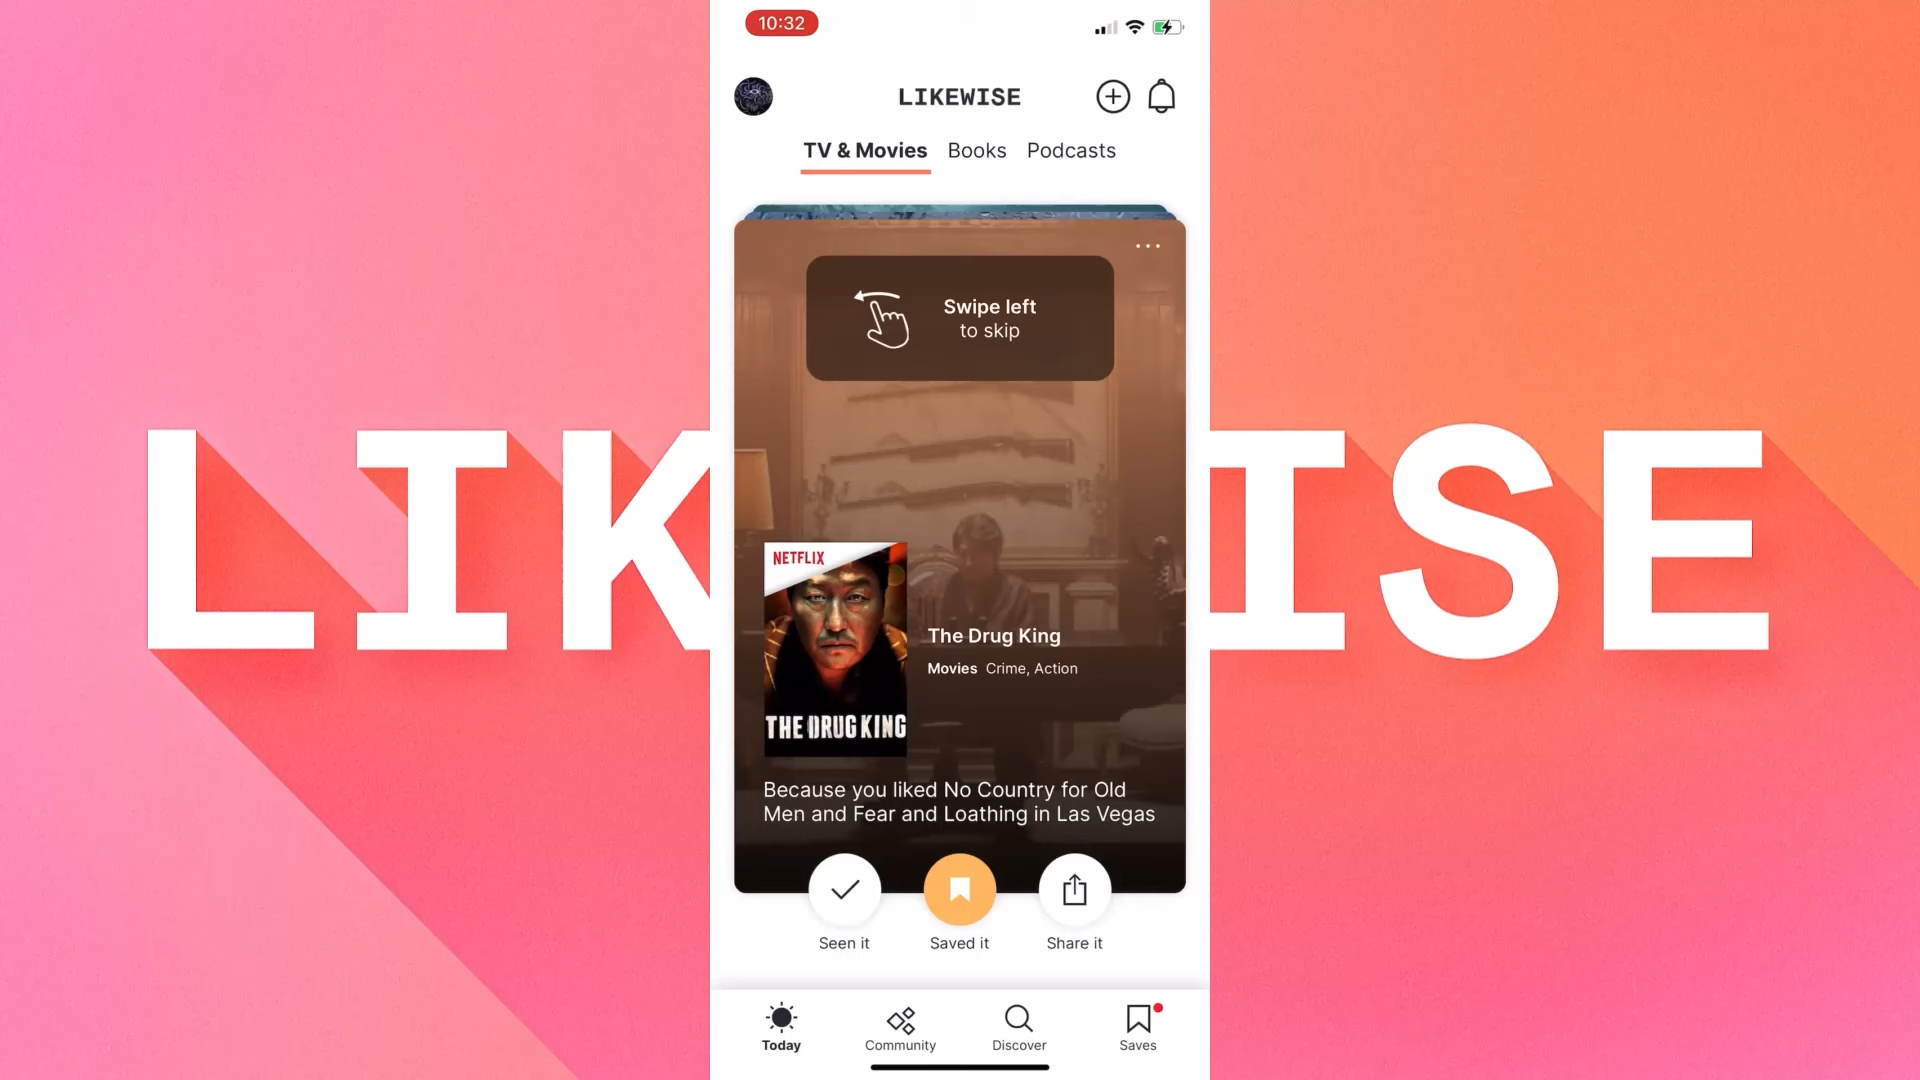 10:32
LIKEWISE
TV & Movies Books Podcasts
Swipe left
to skip
LIK ISE
NETFLIX
THE DRUG KING
The Drug King
Movies Crime, Action
Because you liked No Country for Old
Men and Fear and Loathing in Las Vegas
Seen it Saved it Share it
Today Community Discover Saves